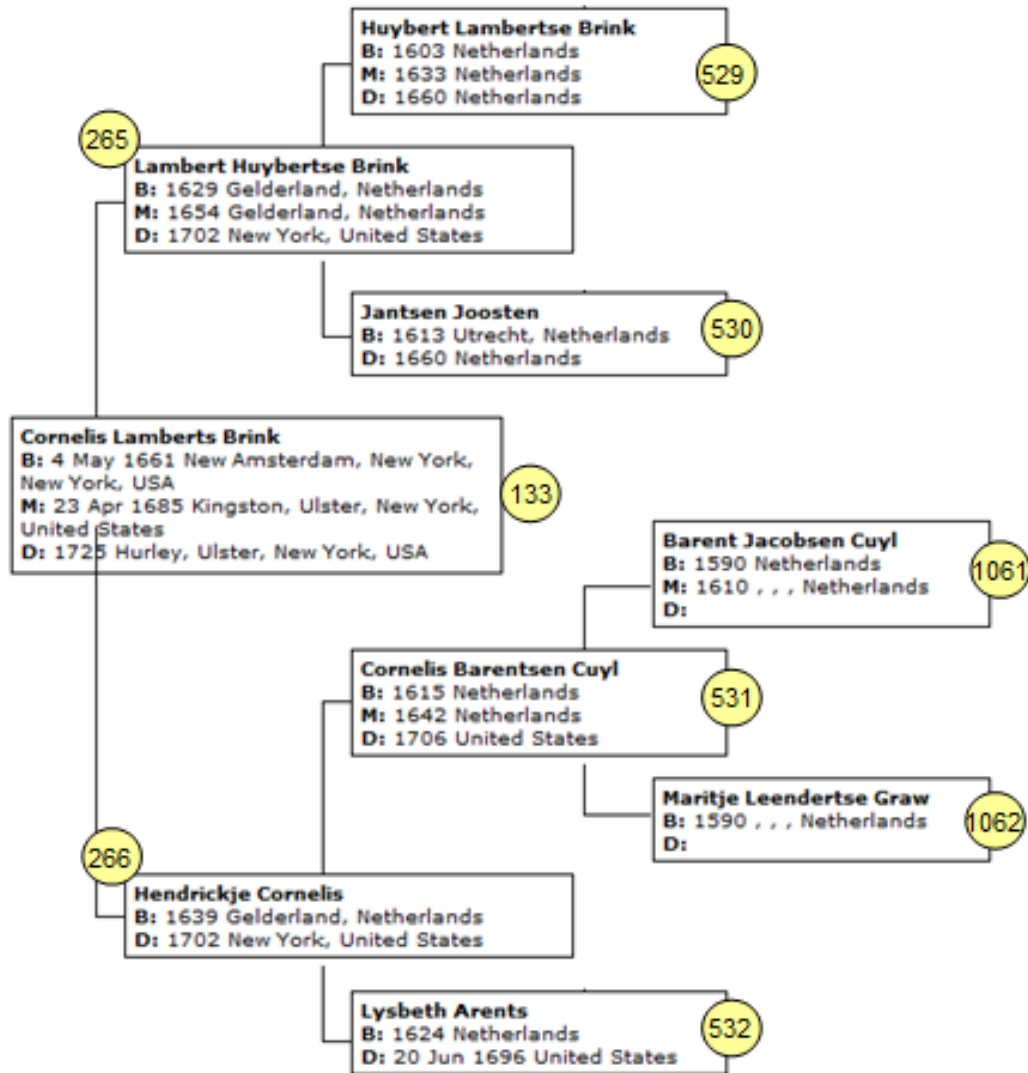 Huybert Lambertse Brink
B: 1603 Netherlands
M: 1633 Netherlands
D: 1660 Netherlands
529
265
Lambert Huybertse Brink
B: 1629 Gelderland, Netherlands
M: 1654 Gelderland, Netherlands
D: 1702 New York, United States
Jantsen Joosten
B: 1613 Utrecht, Netherlands
D: 1660 Netherlands
530
Cornelis Lamberts Brink
B: 4 May 1661 New Amsterdam, New York,
New York, USA
M: 23 Apr 1685 Kingston, Ulster, New York,
United States
D: 1725 Hurley, Ulster, New York, USA
133
Barent Jacobsen Cuyl
B: 1590 Netherlands
M: 1610 , , , Netherlands
D:
1061
Cornelis Barentsen Cuyl
B: 1615 Netherlands
M: 1642 Netherlands
D: 1706 United States
531
Maritje Leendertse Graw
B: 1590 , , , Netherlands
D:
1062
266
Hendrickje Cornelis
B: 1639 Gelderland, Netherlands
D: 1702 New York, United States
Lysbeth Arents
B: 1624 Netherlands
D: 20 Jun 1696 United States
532